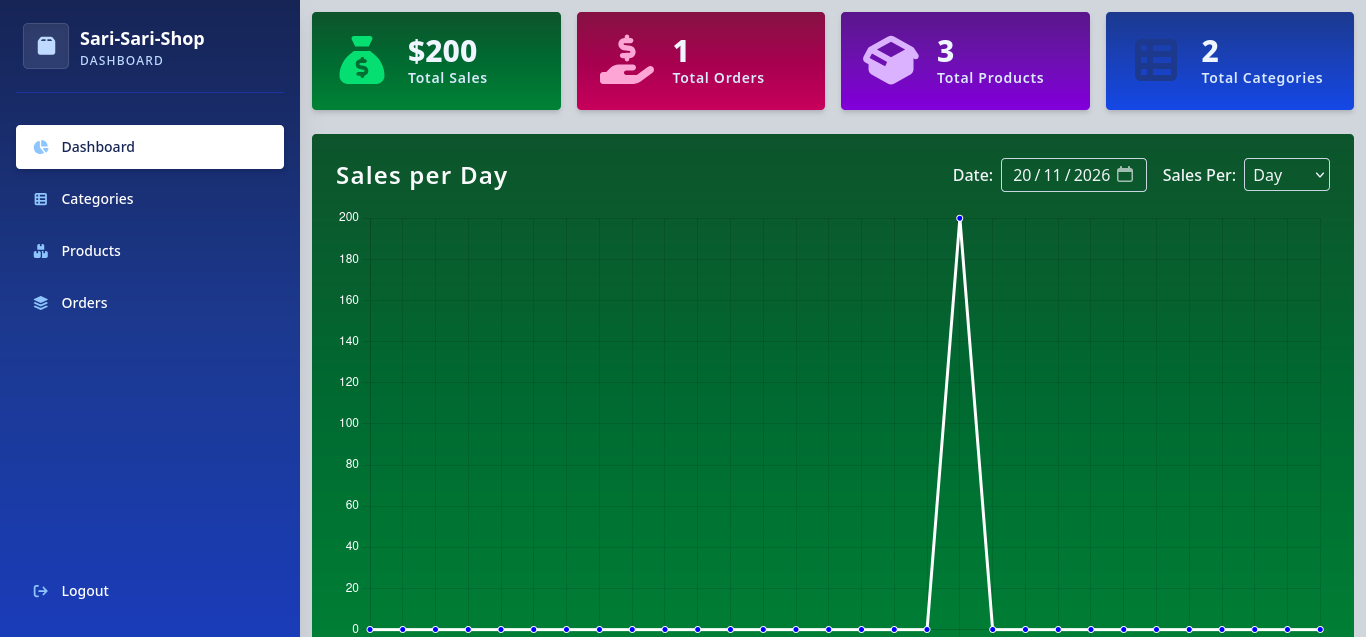 Sari-Sari-Shop
DASHBOARD
Dashboard
Categories
Products
Orders
Logout
$200
Total Sales
1
Total Orders
3
Total Products
2
Total Categories
Sales per Day
Date: 20 / 11 / 2026
Sales Per: Day
200
180
160
140
120
100
80
60
40
20
0